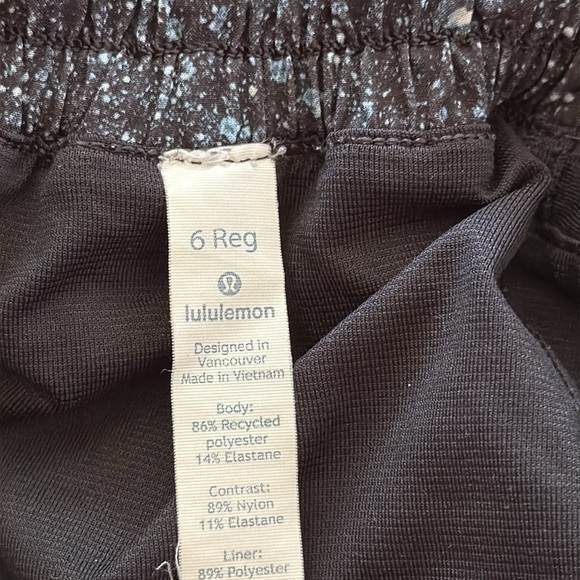 6 Reg
lululemon
Designed in
Vancouver
Made in Vietnam
Body:
86% Recycled
polyester
14% Elastane
Contrast:
89% Nylon
11% Elastane
Liner:
89% Polyester